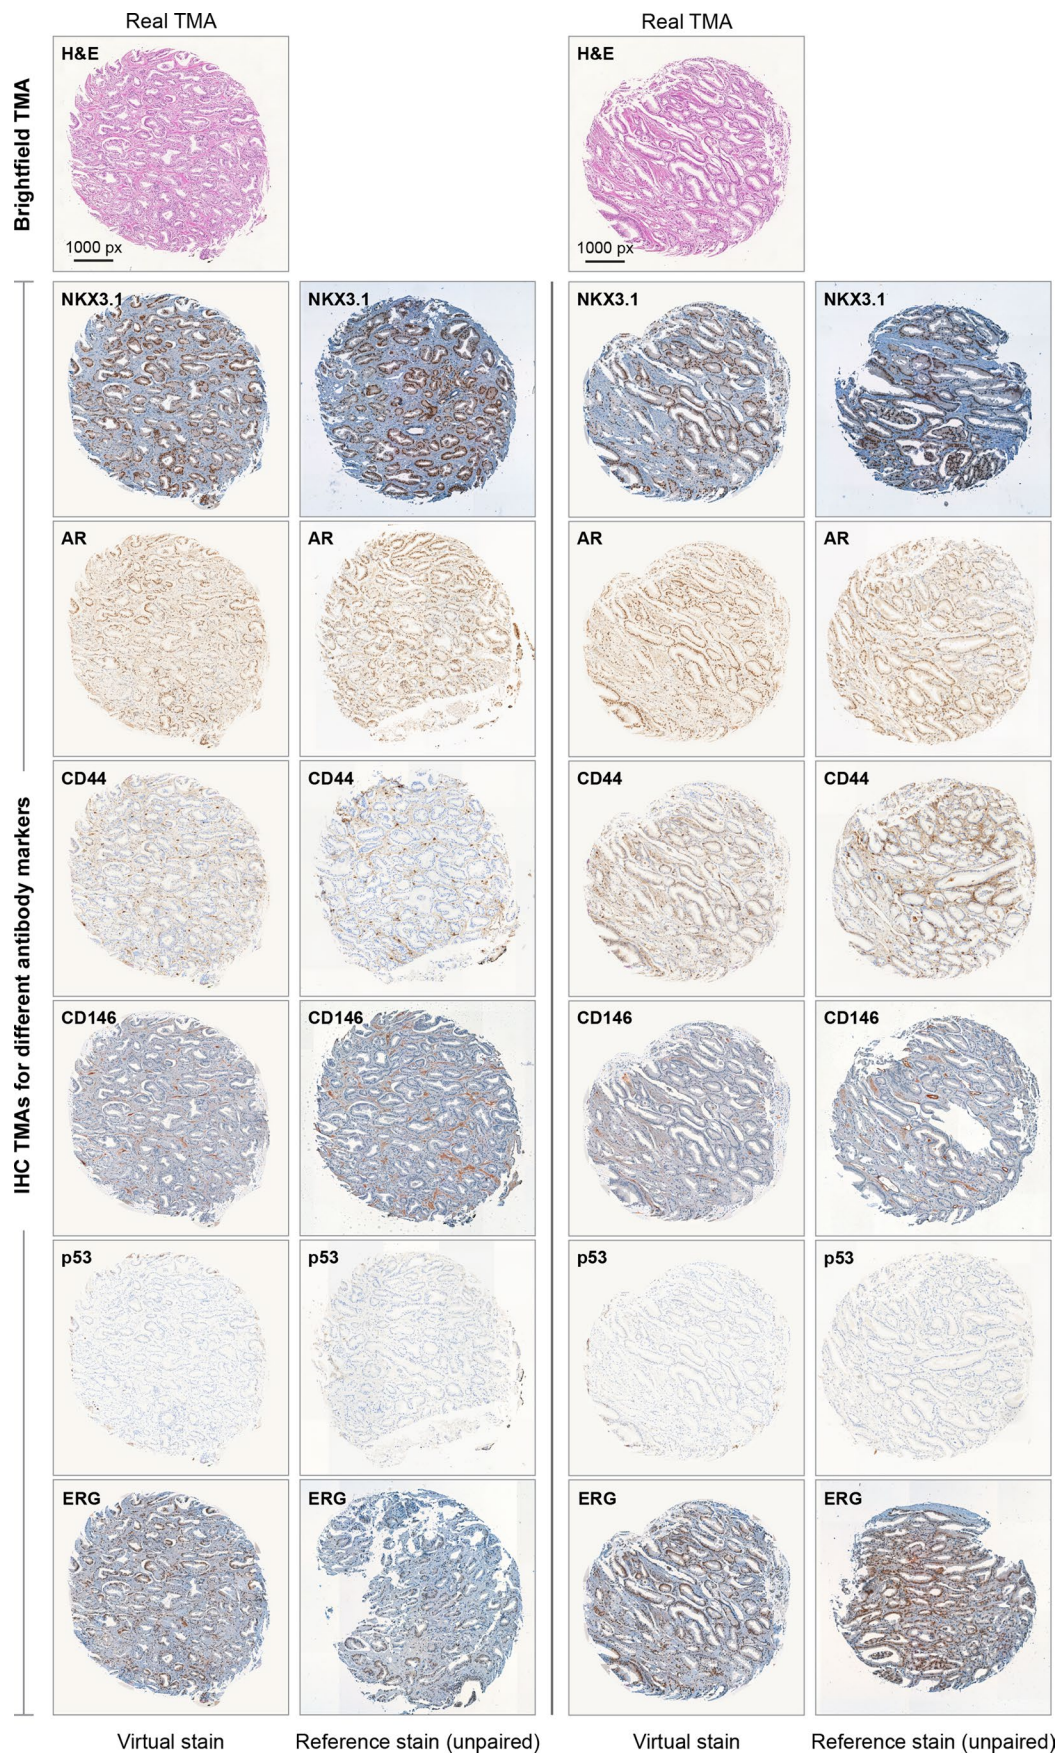 Real TMA
Real TMA
Brightfield TMA
H&E
1000 px
H&E
1000 px
IHC TMAs for different antibody markers
NKX3.1
NKX3.1
NKX3.1
NKX3.1
AR
AR
AR
AR
CD44
CD44
CD44
CD44
CD146
CD146
CD146
CD146
p53
p53
p53
p53
ERG
ERG
ERG
ERG
Virtual stain
Reference stain (unpaired)
Virtual stain
Reference stain (unpaired)